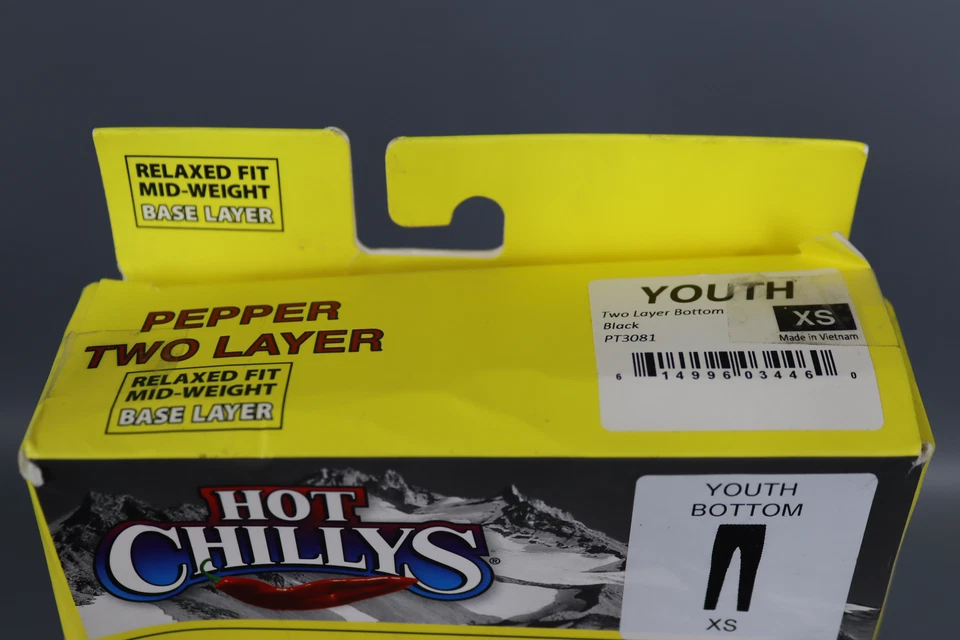 RELAXED FIT
MID-WEIGHT
BASE LAYER
PEPPER
TWO LAYER
RELAXED FIT
MID-WEIGHT
BASE LAYER
YOUTH
Two Layer Bottom
Black
PT3081
XS
Made in Vietnam
6 14996 03446 0
HOT
CHILLYS®
YOUTH
BOTTOM
XS